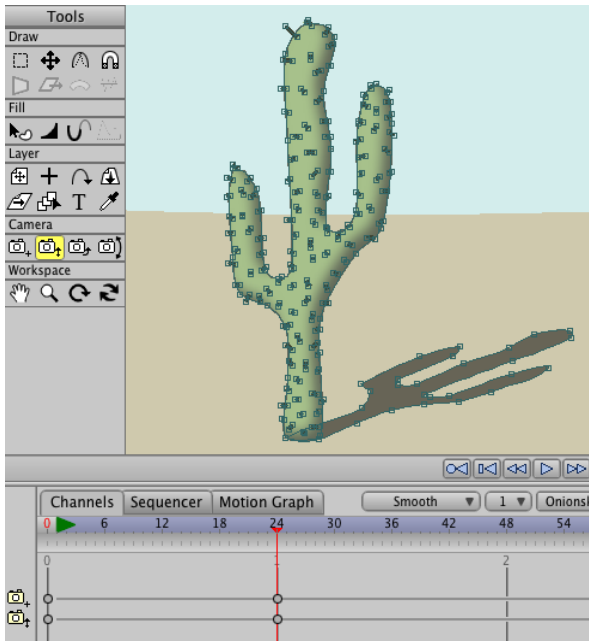 Tools
Draw
Fill
Layer
T
Camera
Workspace
Channels Sequencer Motion Graph Smooth 1 Onionsk
0 6 12 18 24 30 36 42 48 54
0 1 2